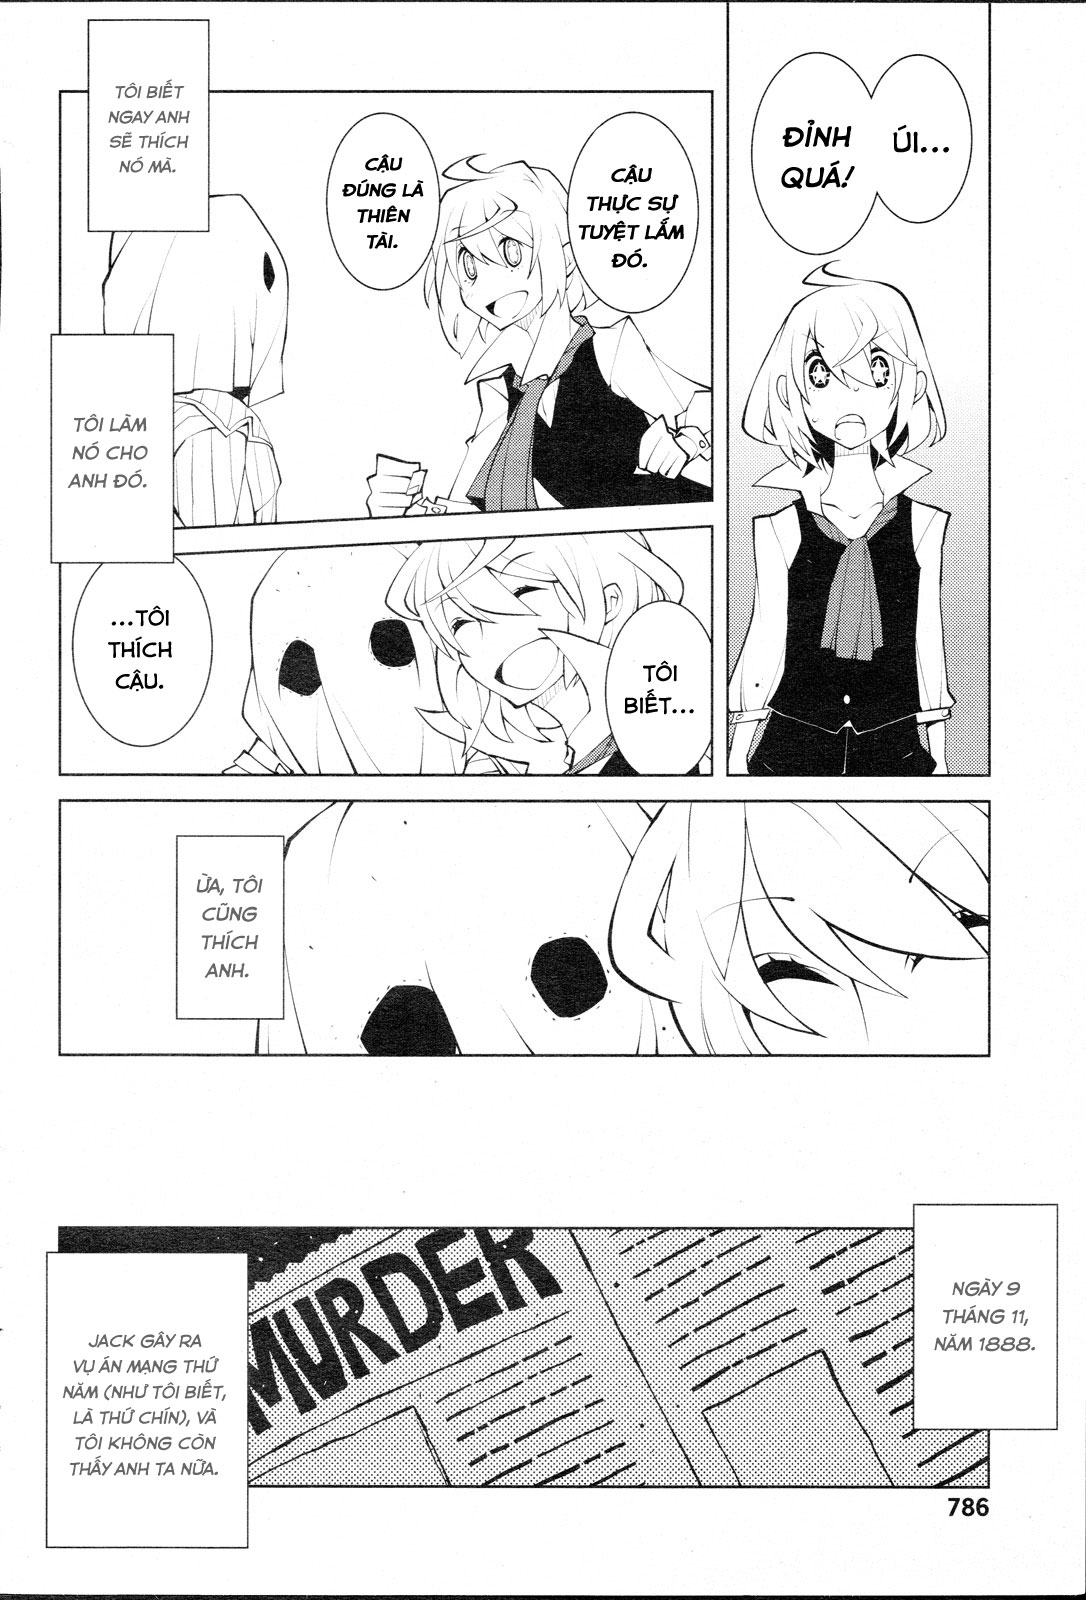 ÚI...
ĐỈNH
QUÁ!
CẬU
THỰC SỰ
TUYỆT LẮM
ĐÓ.
CẬU
ĐÚNG LÀ
THIÊN
TÀI.
TÔI BIẾT
NGAY ANH
SẼ THÍCH
NÓ MÀ.
TÔI LÀM
NÓ CHO
ANH ĐÓ.
TÔI
BIẾT...
...TÔI
THÍCH
CẬU.
ỪA, TÔI
CŨNG
THÍCH
ANH.
NGÀY 9
THÁNG 11,
NĂM 1888.
MURDER
JACK GÂY RA
VỤ ÁN MẠNG THỨ
NĂM (NHƯ TÔI BIẾT,
LÀ THỨ CHÍN), VÀ
TÔI KHÔNG CÒN
THẤY ANH TA NỮA.
786